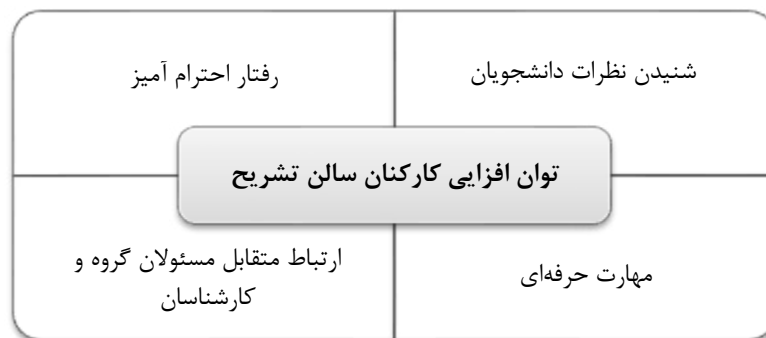 شنیدن نظرات دانشجویان
رفتار احترام آمیز
توان افزایی کارکنان سالن تشریح
مهارت حرفه‌ای
ارتباط متقابل مسئولان گروه و
کارشناسان